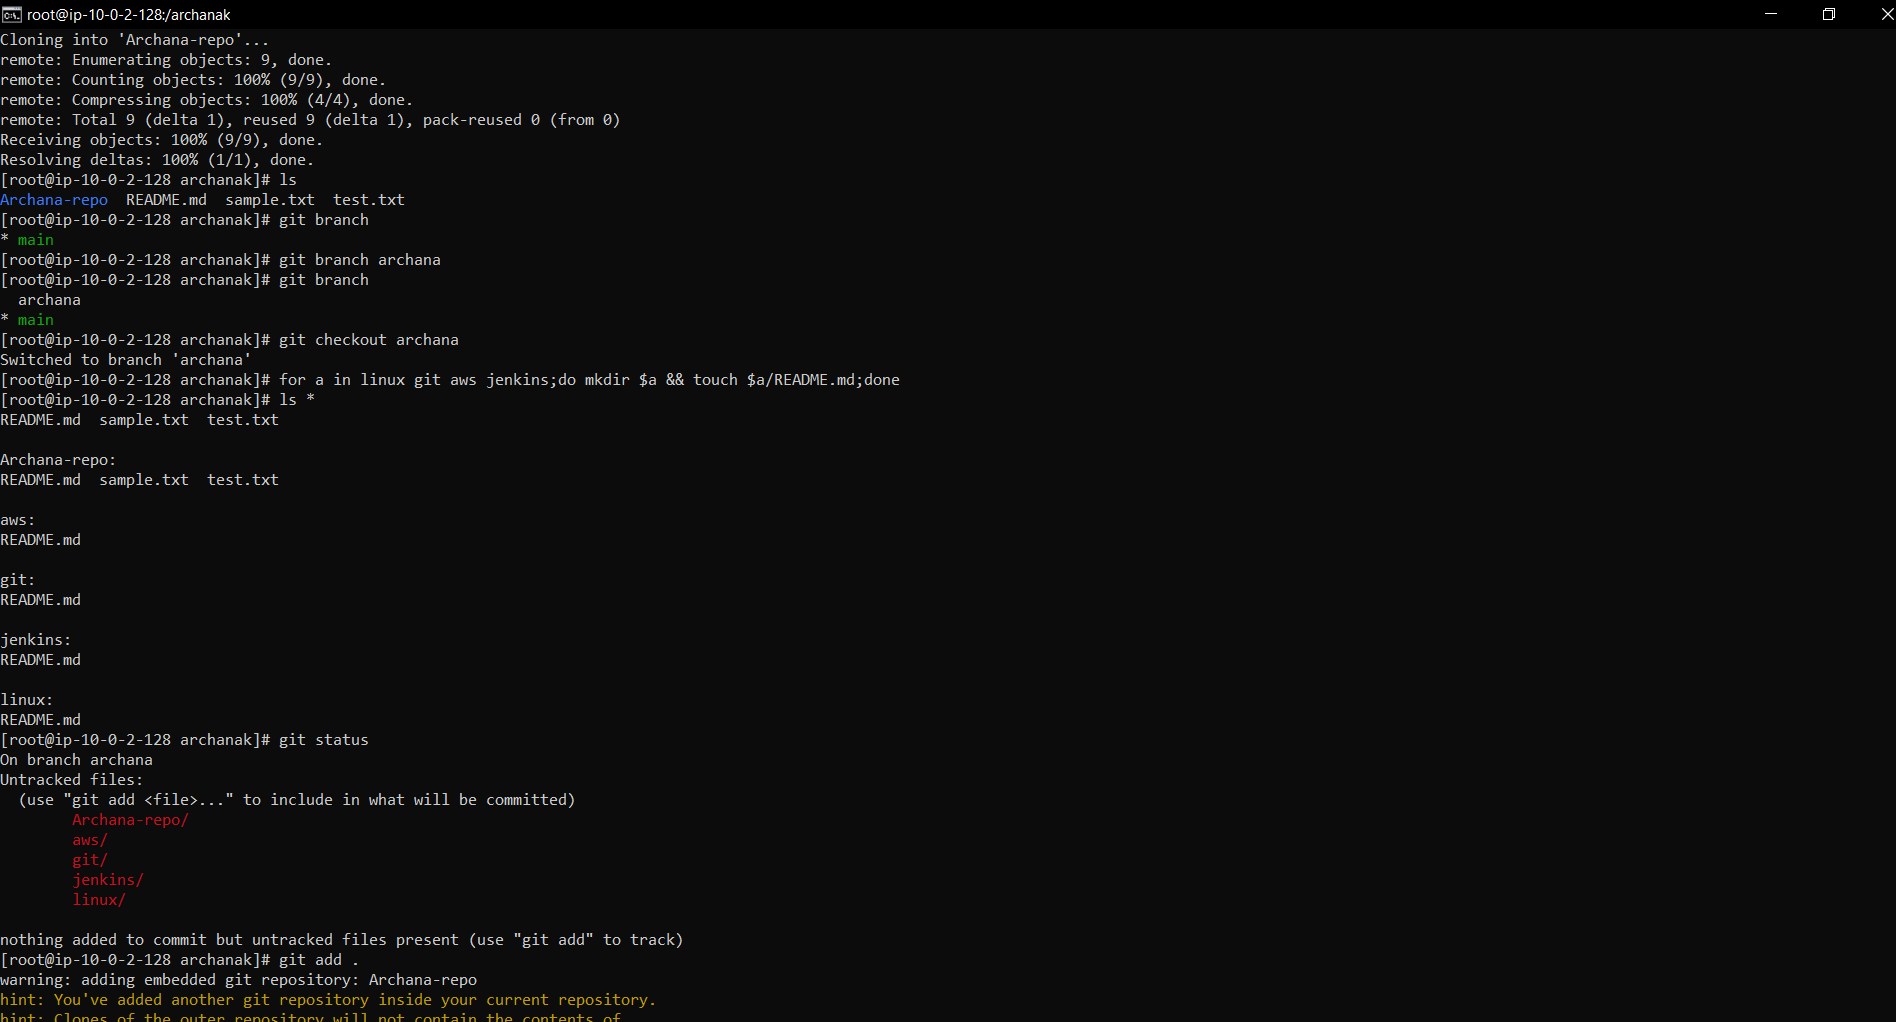 root@ip-10-0-2-128:/archanak
Cloning into 'Archana-repo'...
remote: Enumerating objects: 9, done.
remote: Counting objects: 100% (9/9), done.
remote: Compressing objects: 100% (4/4), done.
remote: Total 9 (delta 1), reused 9 (delta 1), pack-reused 0 (from 0)
Receiving objects: 100% (9/9), done.
Resolving deltas: 100% (1/1), done.
[root@ip-10-0-2-128 archanak]# ls
Archana-repo  README.md  sample.txt  test.txt
[root@ip-10-0-2-128 archanak]# git branch
* main
[root@ip-10-0-2-128 archanak]# git branch archana
[root@ip-10-0-2-128 archanak]# git branch
  archana
* main
[root@ip-10-0-2-128 archanak]# git checkout archana
Switched to branch 'archana'
[root@ip-10-0-2-128 archanak]# for a in linux git aws jenkins;do mkdir $a && touch $a/README.md;done
[root@ip-10-0-2-128 archanak]# ls *
README.md  sample.txt  test.txt

Archana-repo:
README.md  sample.txt  test.txt

aws:
README.md

git:
README.md

jenkins:
README.md

linux:
README.md
[root@ip-10-0-2-128 archanak]# git status
On branch archana
Untracked files:
  (use "git add <file>..." to include in what will be committed)
        Archana-repo/
        aws/
        git/
        jenkins/
        linux/

nothing added to commit but untracked files present (use "git add" to track)
[root@ip-10-0-2-128 archanak]# git add .
warning: adding embedded git repository: Archana-repo
hint: You've added another git repository inside your current repository.
hint: Clones of the outer repository will not contain the contents of